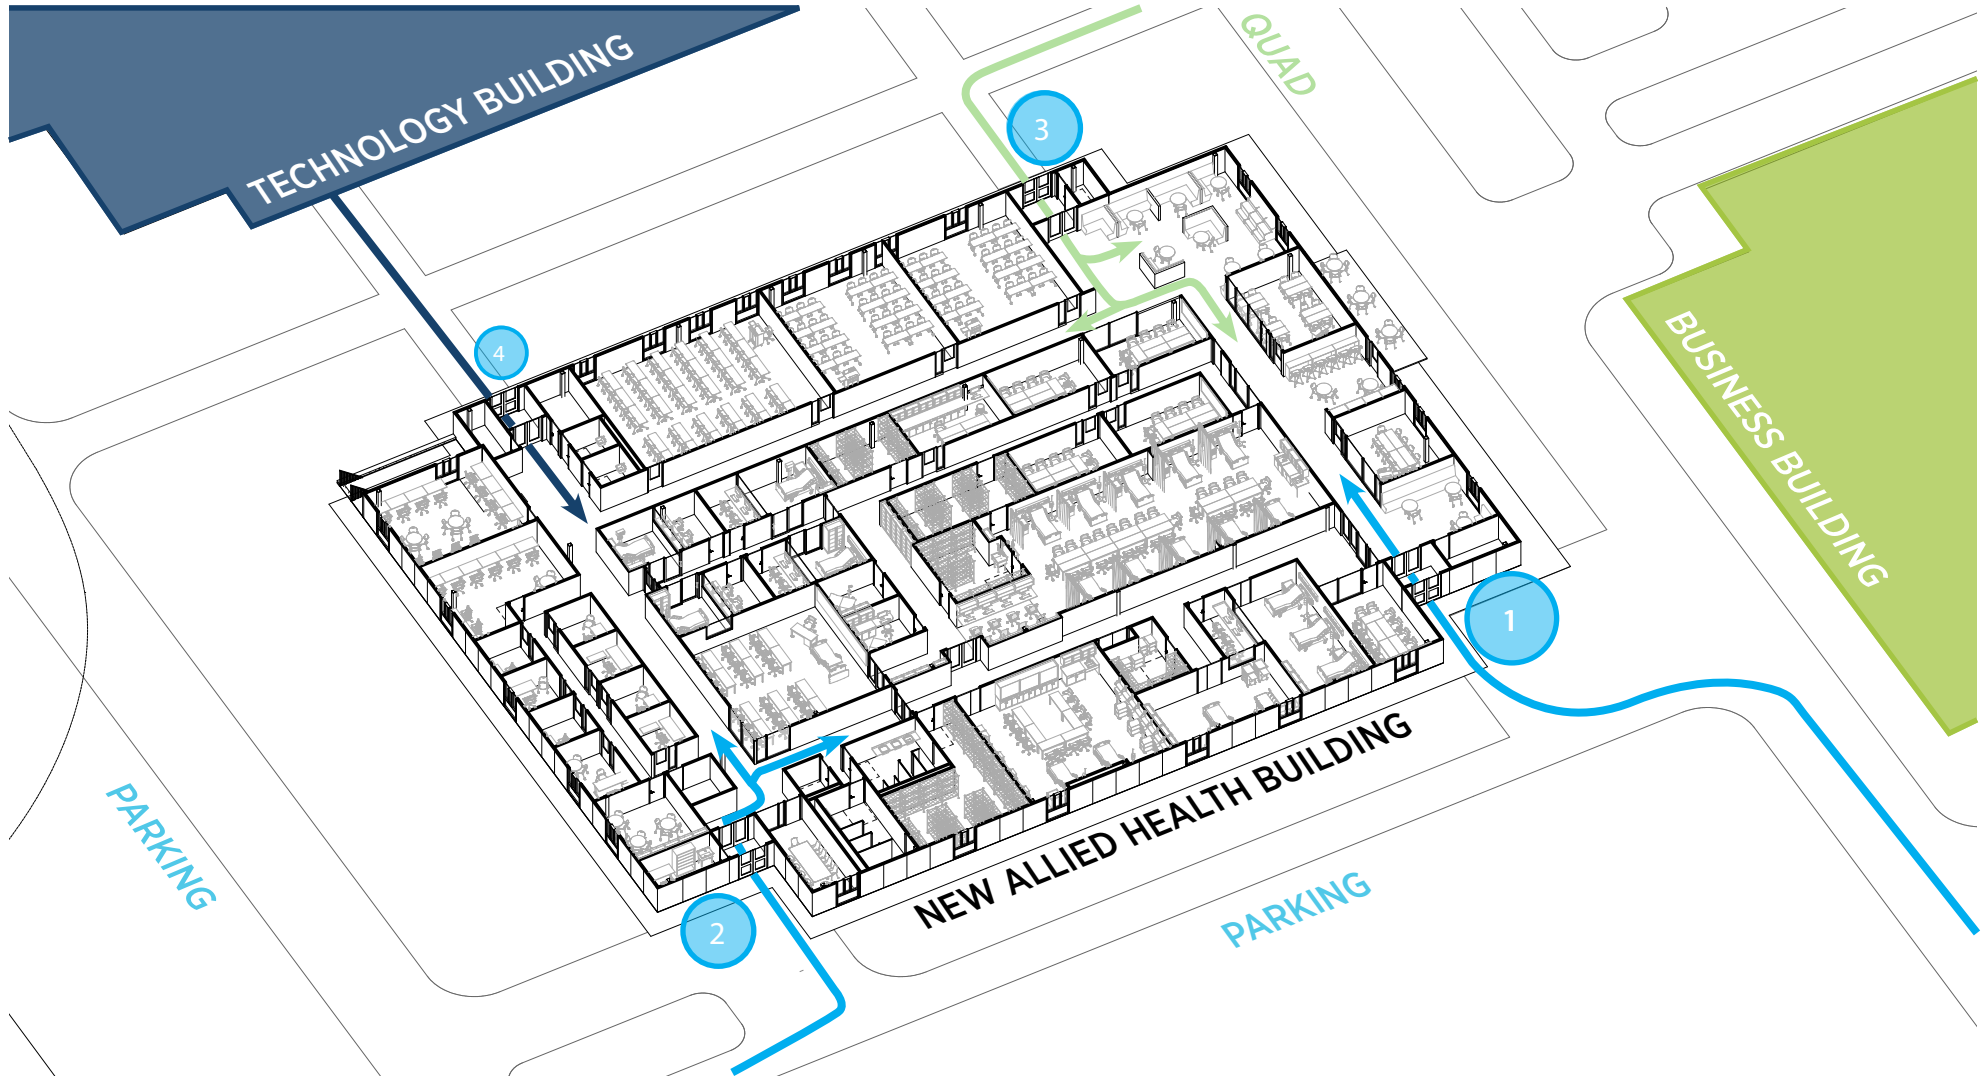 TECHNOLOGY BUILDING
QUAD
3
4
BUSINESS BUILDING
1
PARKING
2
NEW ALLIED HEALTH BUILDING
PARKING